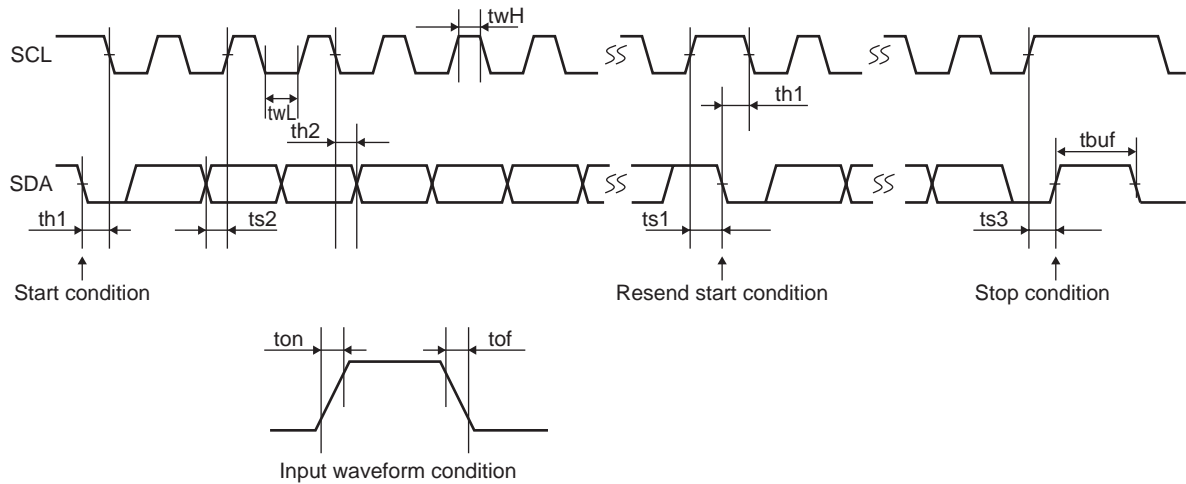 twH
SCL
twL
th1
th2
tbuf
SDA
th1
ts2
ts1
ts3
Start condition
Resend start condition
Stop condition
ton
tof
Input waveform condition